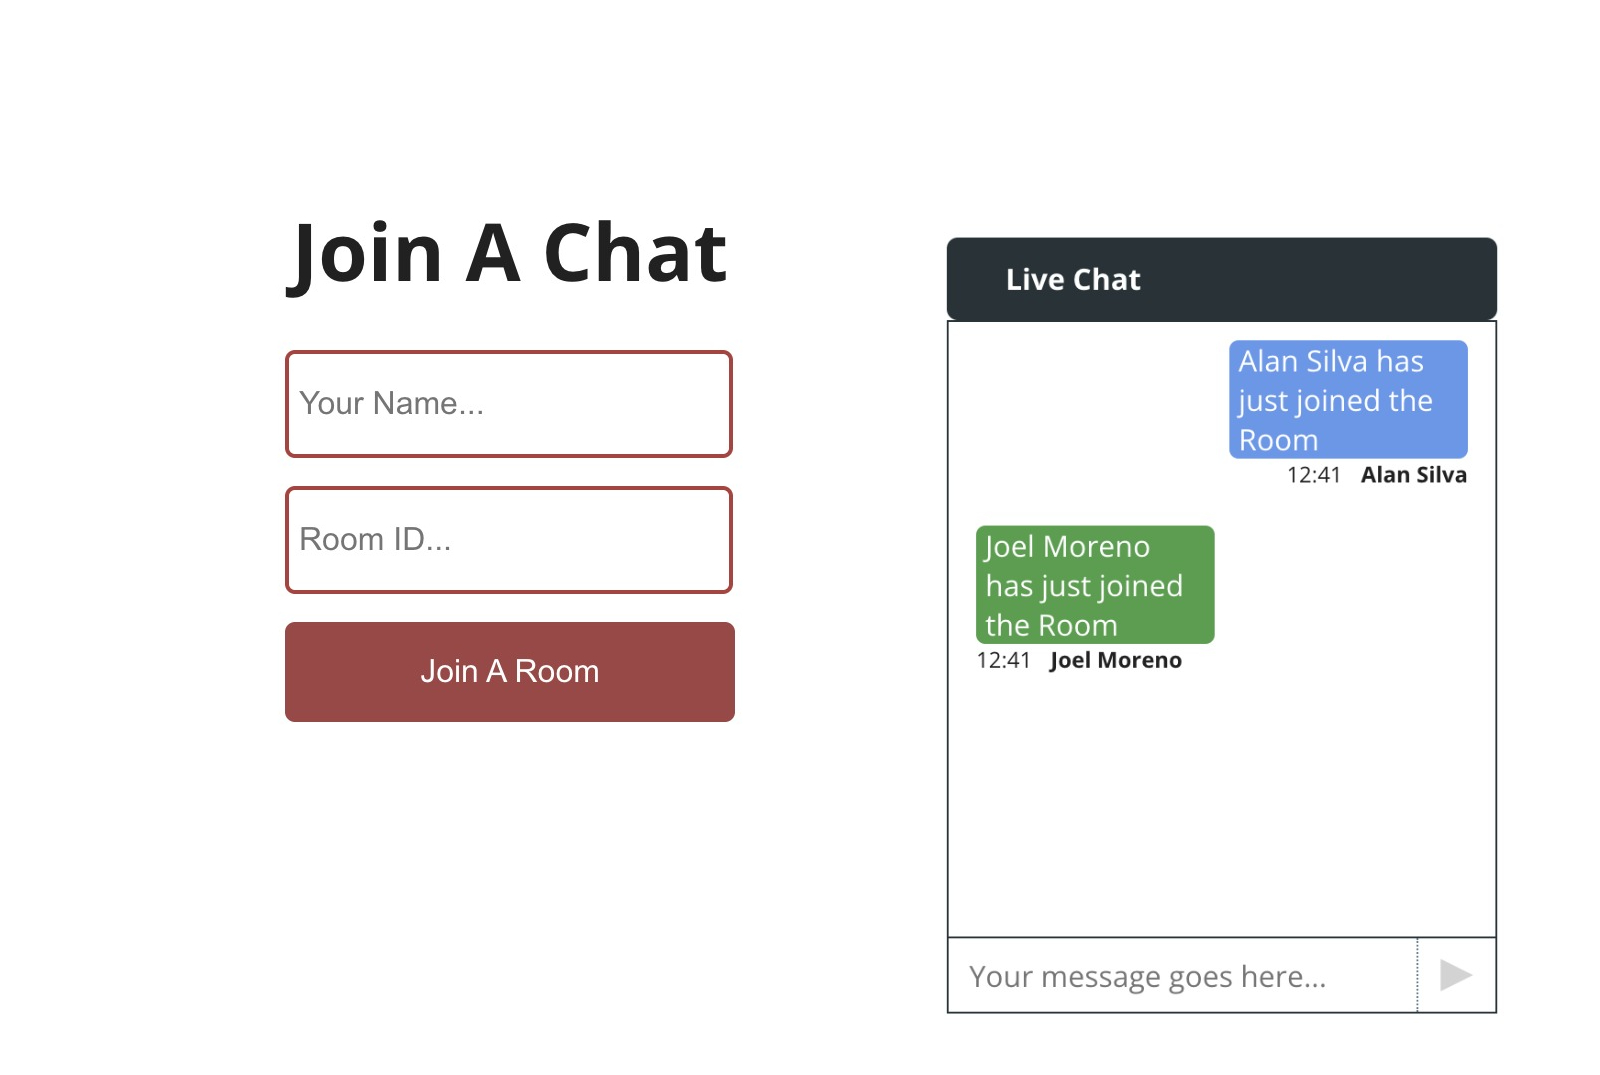 Join A Chat
Your Name...
Room ID...
Join A Room
Live Chat
Alan Silva has
just joined the
Room
12:41 Alan Silva
Joel Moreno
has just joined
the Room
12:41 Joel Moreno
Your message goes here...